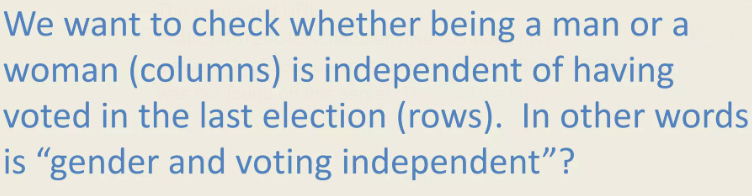 We want to check whether being a man or a
woman (columns) is independent of having
voted in the last election (rows).  In other words
is “gender and voting independent”?